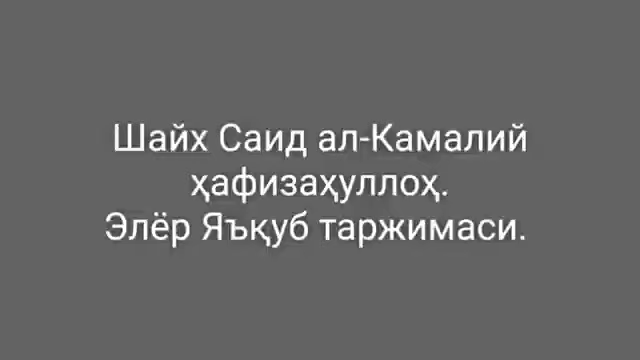 Шайх Саид ал-Камалий
ҳафизаҳуллоҳ.
Элёр Яъқуб таржимаси.